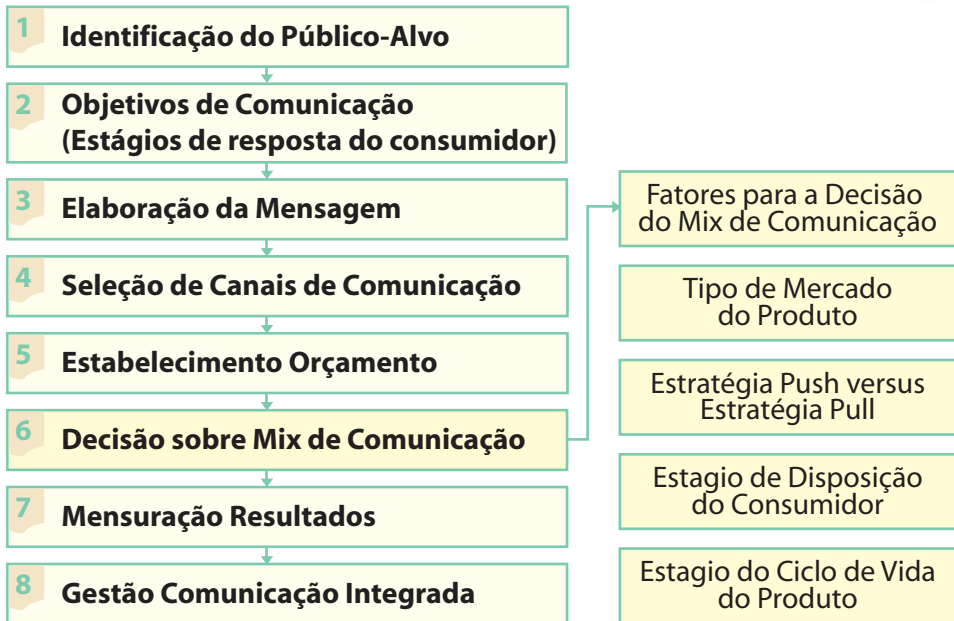 1
Identificação do Público-Alvo
2
Objetivos de Comunicação
(Estágios de resposta do consumidor)
3
Elaboração da Mensagem
4
Seleção de Canais de Comunicação
5
Estabelecimento Orçamento
6
Decisão sobre Mix de Comunicação
7
Mensuração Resultados
8
Gestão Comunicação Integrada
Fatores para a Decisão
do Mix de Comunicação
Tipo de Mercado
do Produto
Estratégia Push versus
Estratégia Pull
Estagio de Disposição
do Consumidor
Estagio do Ciclo de Vida
do Produto